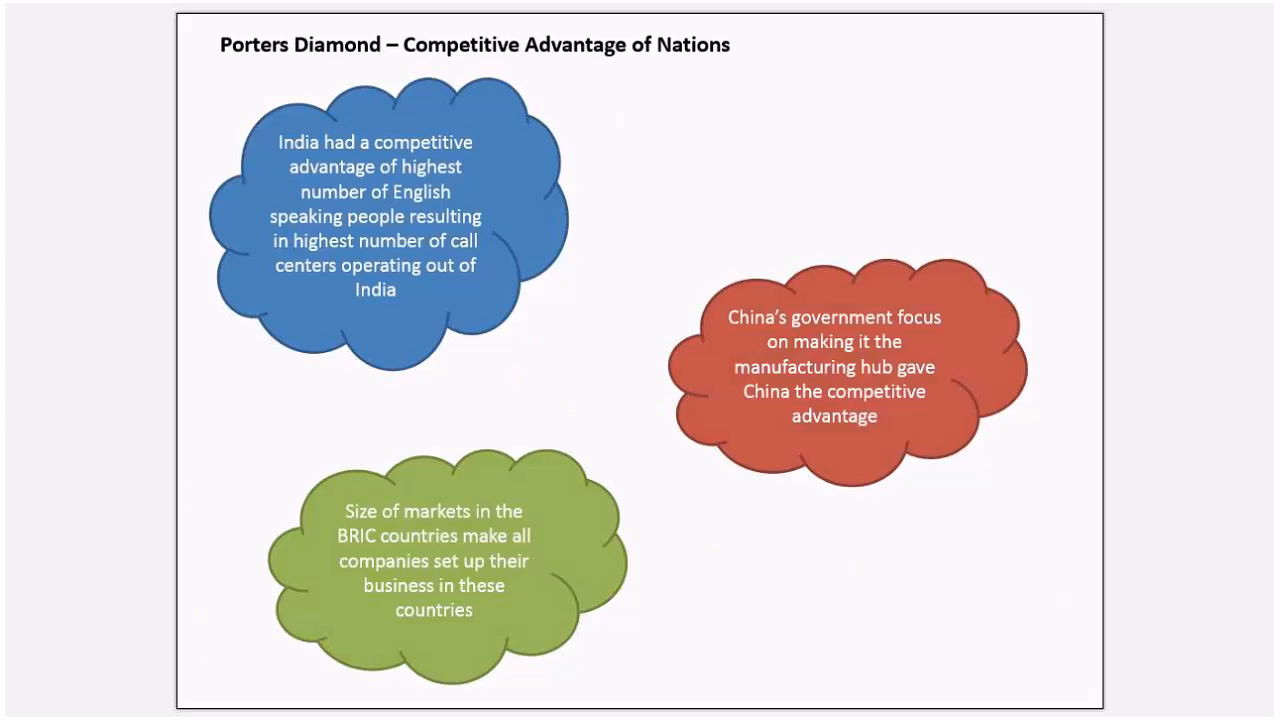 Porters Diamond – Competitive Advantage of Nations
India had a competitive
advantage of highest
number of English
speaking people resulting
in highest number of call
centers operating out of
India
China's government focus
on making it the
manufacturing hub gave
China the competitive
advantage
Size of markets in the
BRIC countries make all
companies set up their
business in these
countries